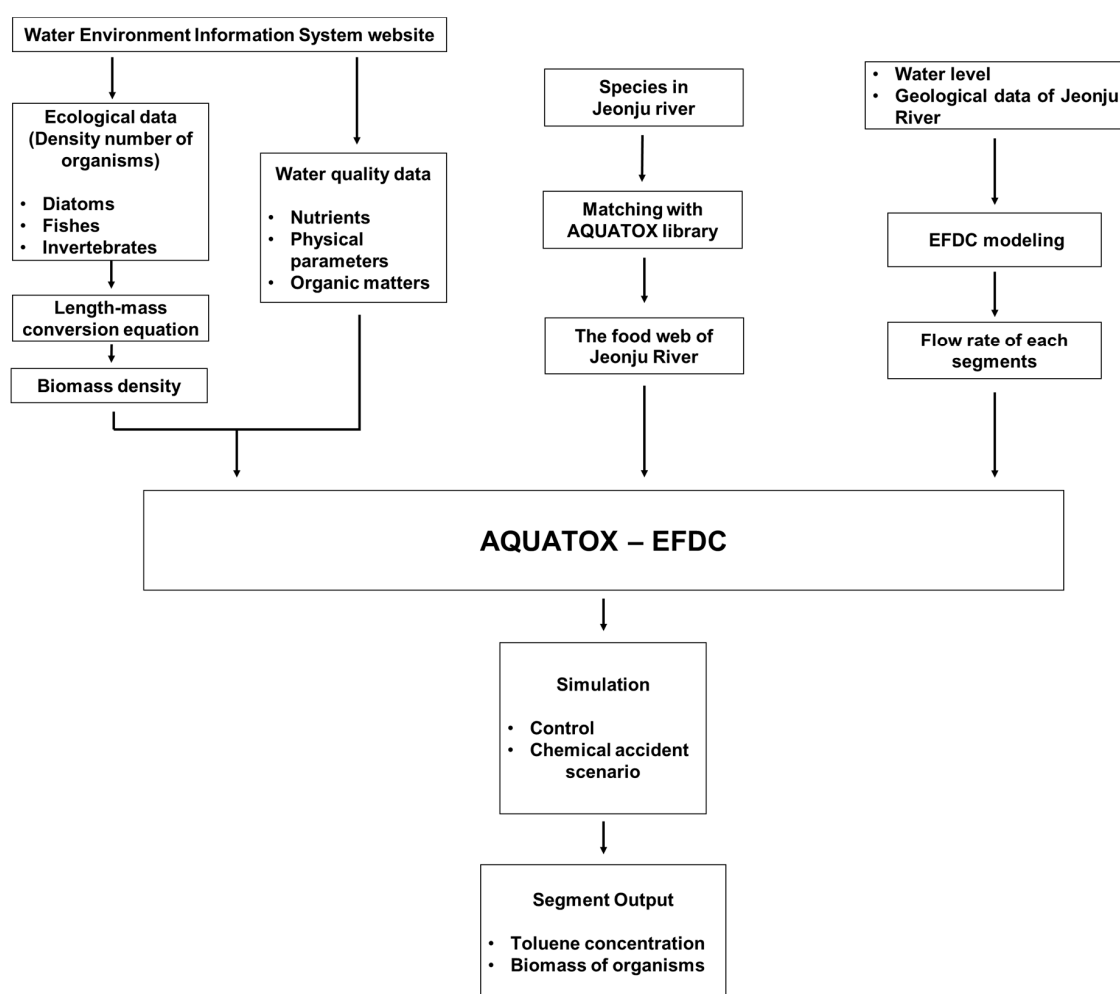 Water Environment Information System website
Ecological data
(Density number of
organisms)
• Diatoms
• Fishes
• Invertebrates
Length-mass
conversion equation
Biomass density
Water quality data
• Nutrients
• Physical
parameters
• Organic matters
Species in
Jeonju river
Matching with
AQUATOX library
The food web of
Jeonju River
• Water level
• Geological data of Jeonju
River
EFDC modeling
Flow rate of each
segments
AQUATOX – EFDC
Simulation
• Control
• Chemical accident
scenario
Segment Output
• Toluene concentration
• Biomass of organisms